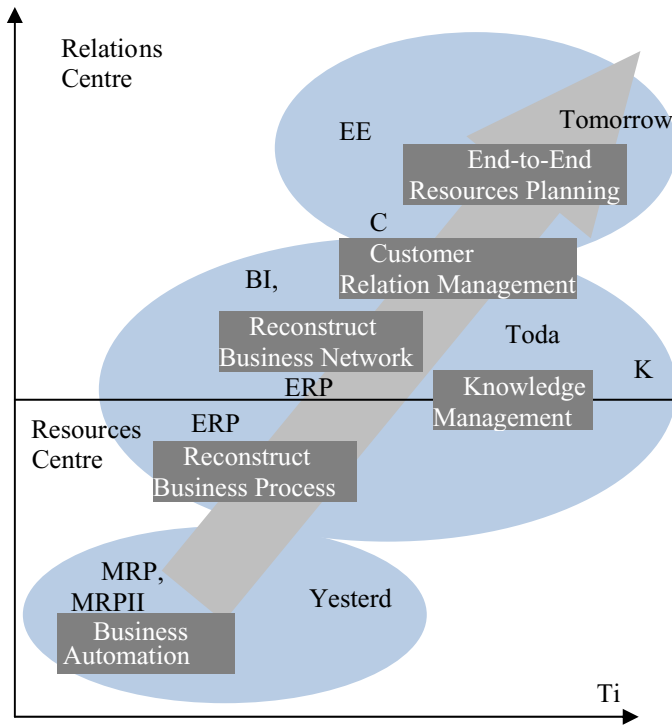 Relations
Centre
EE
Tomorrow
End-to-End
Resources Planning
C
Customer
Relation Management
BI,
Reconstruct
Business Network
Toda
K
ERP
Knowledge
Management
Resources
Centre
ERP
Reconstruct
Business Process
MRP,
MRPII
Yesterd
Business
Automation
Ti